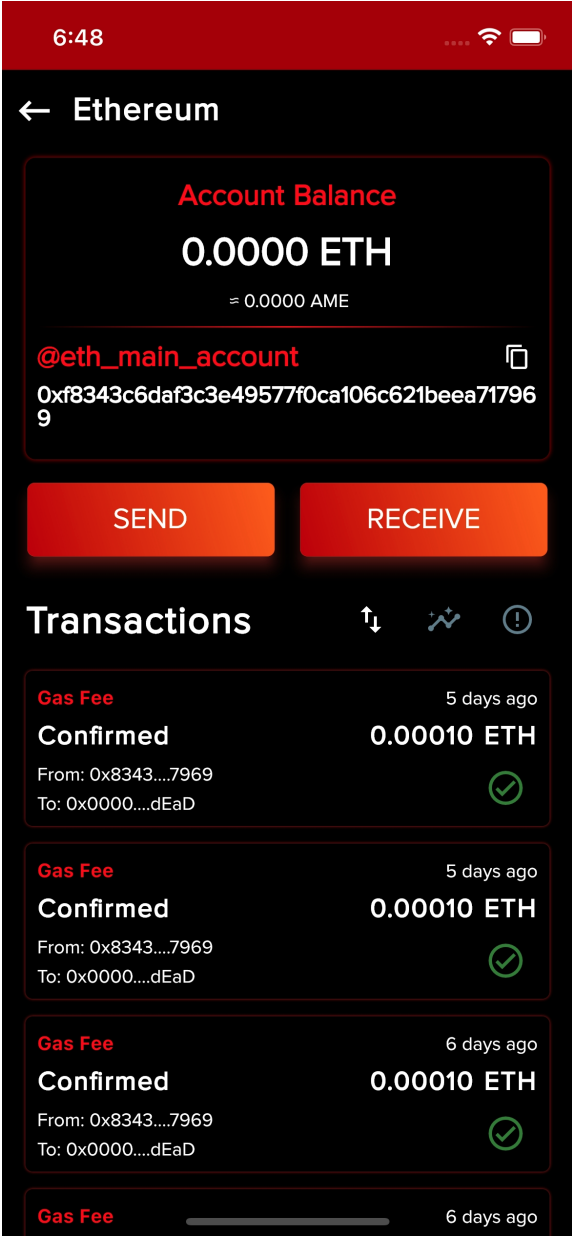 6:48
Ethereum
Account Balance
0.0000 ETH
≈ 0.0000 AME
@eth_main_account
0xf8343c6daf3c3e49577f0ca106c621beea71796
9
SEND
RECEIVE
Transactions
Gas Fee
5 days ago
Confirmed
0.00010 ETH
From: 0x8343....7969
To: 0x0000....dEaD
Gas Fee
5 days ago
Confirmed
0.00010 ETH
From: 0x8343....7969
To: 0x0000....dEaD
Gas Fee
6 days ago
Confirmed
0.00010 ETH
From: 0x8343....7969
To: 0x0000....dEaD
Gas Fee
6 days ago